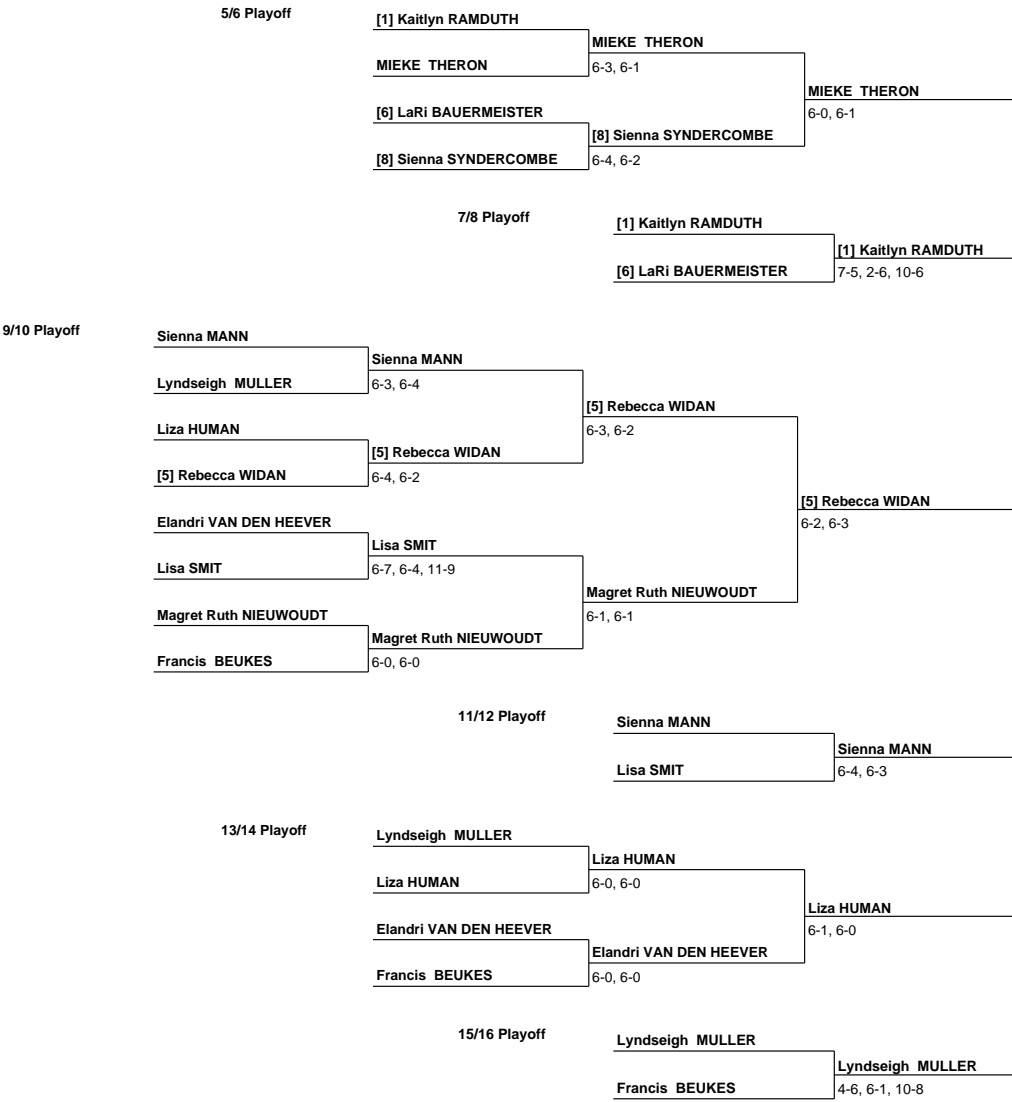 5/6 Playoff
[1] Kaitlyn RAMDUTH
MIEKE THERON
MIEKE THERON
6-3, 6-1
MIEKE THERON
6-0, 6-1
[6] LaRi BAUERMEISTER
[8] Sienna SYNDERCOMBE
[8] Sienna SYNDERCOMBE
6-4, 6-2
7/8 Playoff
[1] Kaitlyn RAMDUTH
[1] Kaitlyn RAMDUTH
[6] LaRi BAUERMEISTER
7-5, 2-6, 10-6
9/10 Playoff
Sienna MANN
Sienna MANN
Lyndseigh MULLER
6-3, 6-4
[5] Rebecca WIDAN
6-3, 6-2
Liza HUMAN
[5] Rebecca WIDAN
[5] Rebecca WIDAN
6-4, 6-2
[5] Rebecca WIDAN
6-2, 6-3
Elandri VAN DEN HEEVER
Lisa SMIT
Lisa SMIT
6-7, 6-4, 11-9
Magret Ruth NIEUWOUDT
6-1, 6-1
Magret Ruth NIEUWOUDT
Magret Ruth NIEUWOUDT
Francis BEUKES
6-0, 6-0
11/12 Playoff
Sienna MANN
Sienna MANN
Lisa SMIT
6-4, 6-3
13/14 Playoff
Lyndseigh MULLER
Liza HUMAN
Liza HUMAN
6-0, 6-0
Liza HUMAN
6-1, 6-0
Elandri VAN DEN HEEVER
Elandri VAN DEN HEEVER
Francis BEUKES
6-0, 6-0
15/16 Playoff
Lyndseigh MULLER
Lyndseigh MULLER
Francis BEUKES
4-6, 6-1, 10-8